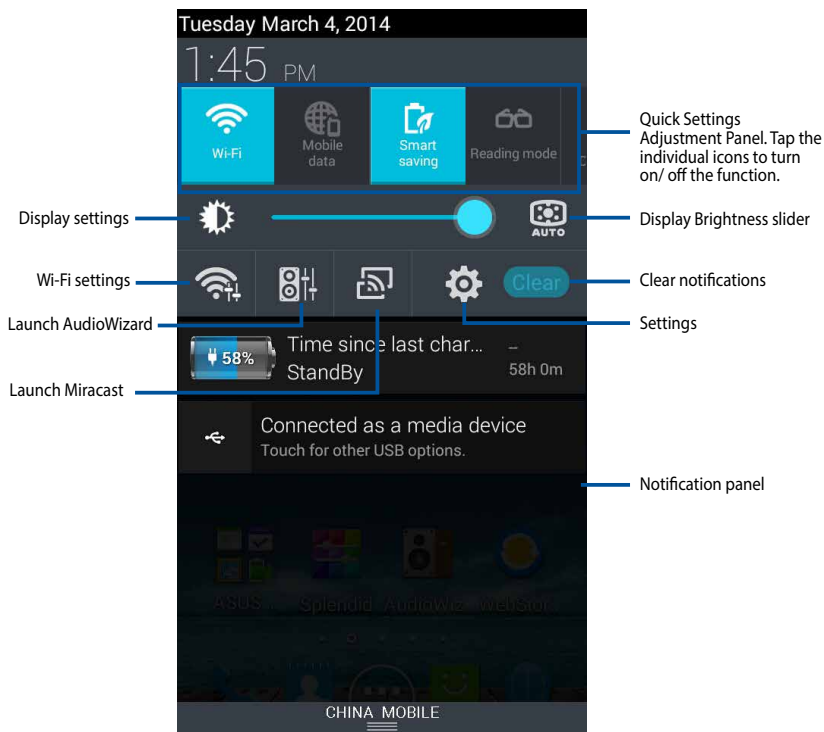 Tuesday March 4, 2014
1:45 PM
Wi-Fi
Mobile
data
Smart
saving
Reading mode
Quick Settings
Adjustment Panel. Tap the
individual icons to turn
on/ off the function.
Display settings
AUTO
Display Brightness slider
Wi-Fi settings
Clear
Clear notifications
Launch AudioWizard
Settings
58%
Time since last char... –
StandBy 58h 0m
Launch Miracast
Connected as a media device
Touch for other USB options.
Notification panel
ASUS... Splendid AudioWiz... WebStor...
CHINA MOBILE